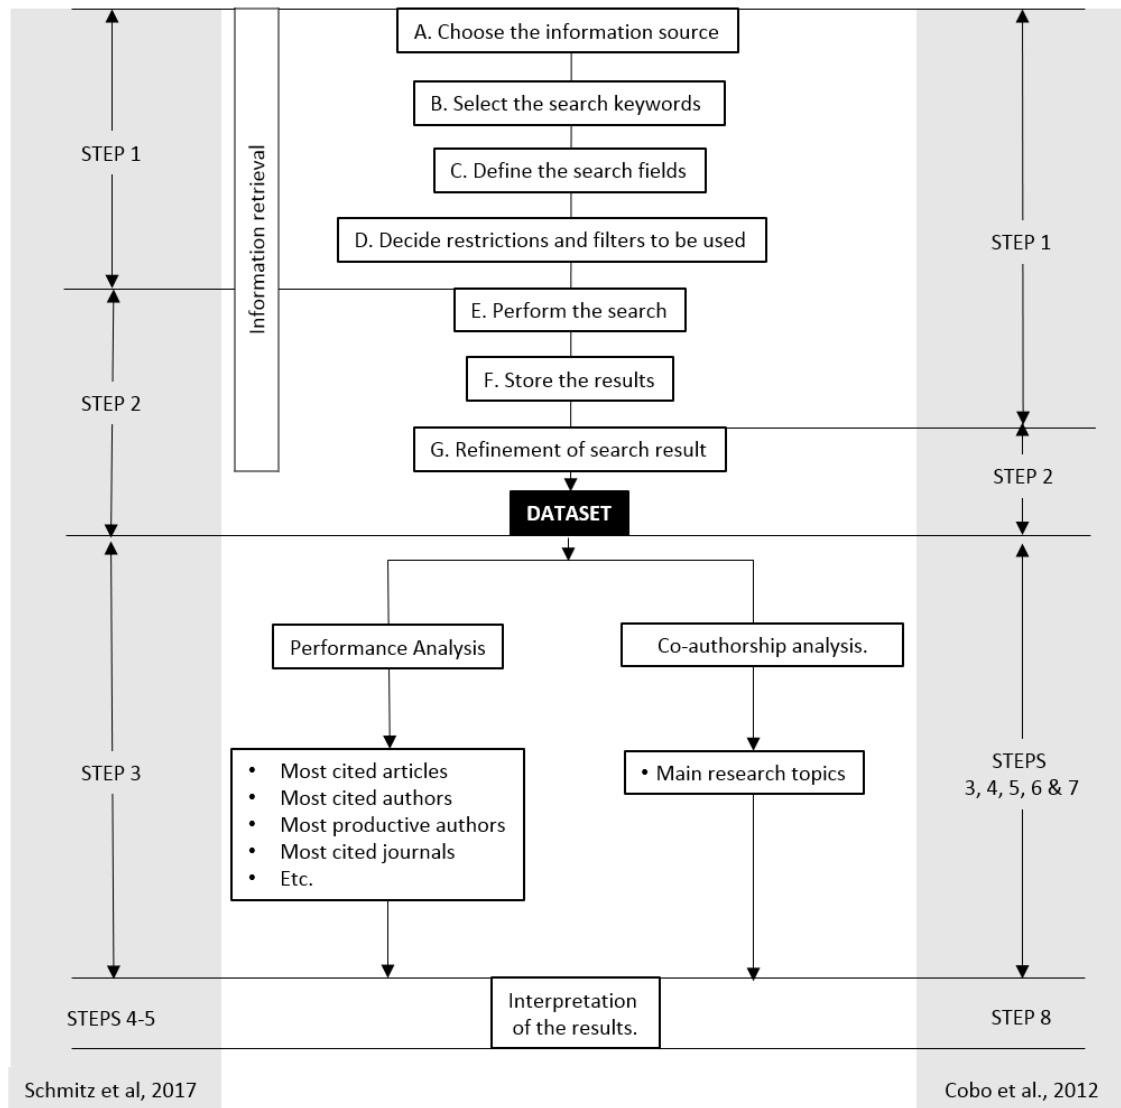 A. Choose the information source
B. Select the search keywords
STEP 1
C. Define the search fields
Information retrieval
D. Decide restrictions and filters to be used
STEP 1
E. Perform the search
F. Store the results
STEP 2
G. Refinement of search result
STEP 2
DATASET
Performance Analysis
Co-authorship analysis.
STEP 3
• Most cited articles
• Most cited authors
• Most productive authors
• Most cited journals
• Etc.
• Main research topics
STEPS
3, 4, 5, 6 & 7
STEPS 4-5
Interpretation
of the results.
STEP 8
Schmitz et al, 2017
Cobo et al., 2012